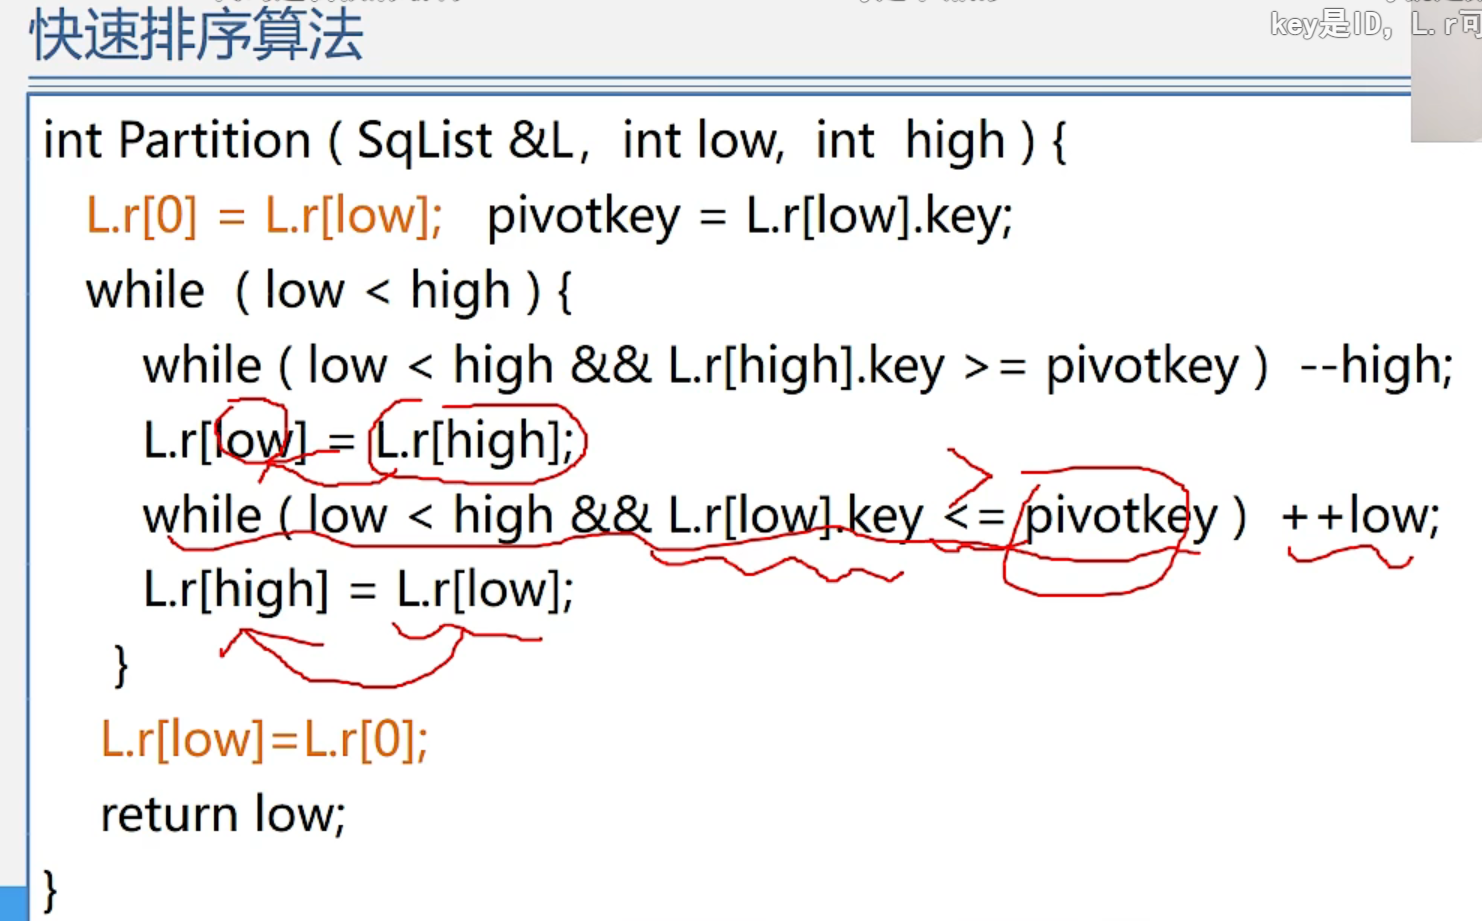 快速排序算法
key是ID，L.r可
int Partition ( SqList &L，int low, int high ) {
L.r[0] = L.r[low]; pivotkey = L.r[low].key;
while ( low < high ) {
while ( low < high && L.r[high].key >= pivotkey ) --high;
L.r[low] = L.r[high];
while ( low < high && L.r[low].key <= pivotkey ) ++low;
L.r[high] = L.r[low];
}
L.r[low]=L.r[0];
return low;
}